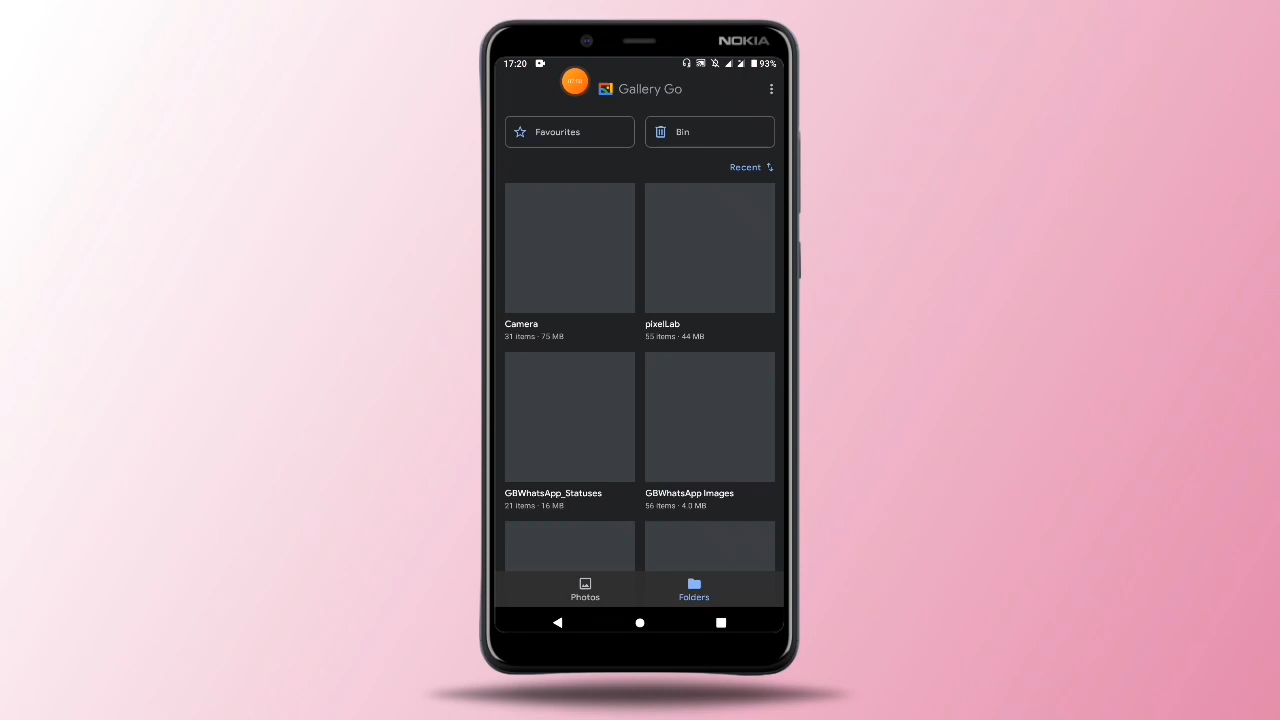 NOKIA
17:20
93%
Gallery Go
Favourites
Bin
Recent
Camera
pixelLab
31 items · 75 MB
55 items · 44 MB
GBWhatsApp_Statuses
GBWhatsApp Images
21 items · 16 MB
56 items · 4.0 MB
Photos
Folders